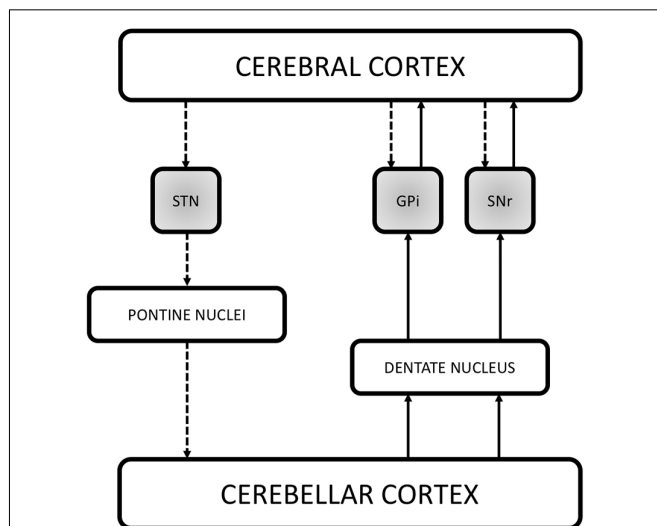 CEREBRAL CORTEX
STN
GPi
SNr
PONTINE NUCLEI
DENTATE NUCLEUS
CEREBELLAR CORTEX